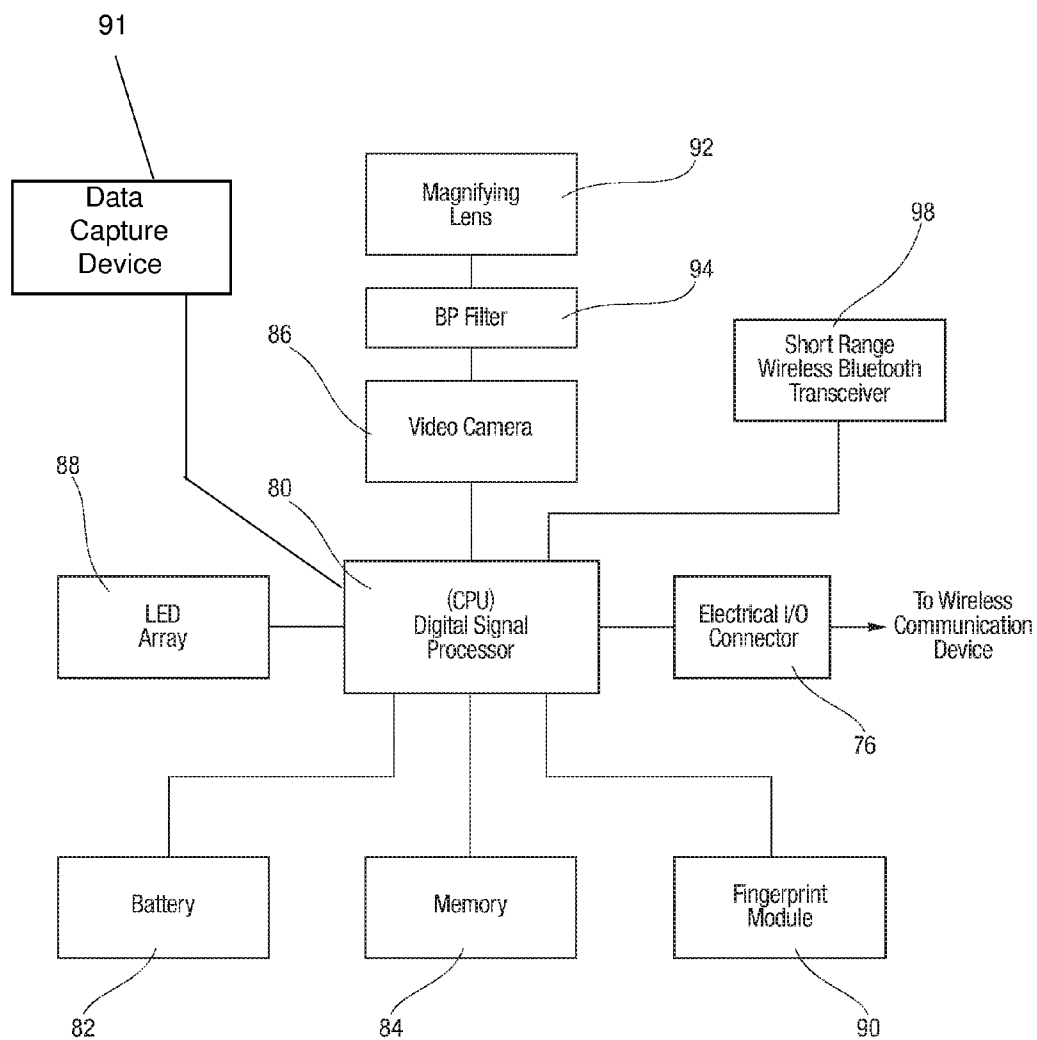 91
Data
Capture
Device
92
Magnifying
Lens
94
BP Filter
98
Short Range
Wireless Bluetooth
Transceiver
86
Video Camera
88
LED
Array
80
(CPU)
Digital Signal
Processor
Electrical I/O
Connector
To Wireless
Communication
Device
76
Battery
82
Memory
84
Fingerprint
Module
90